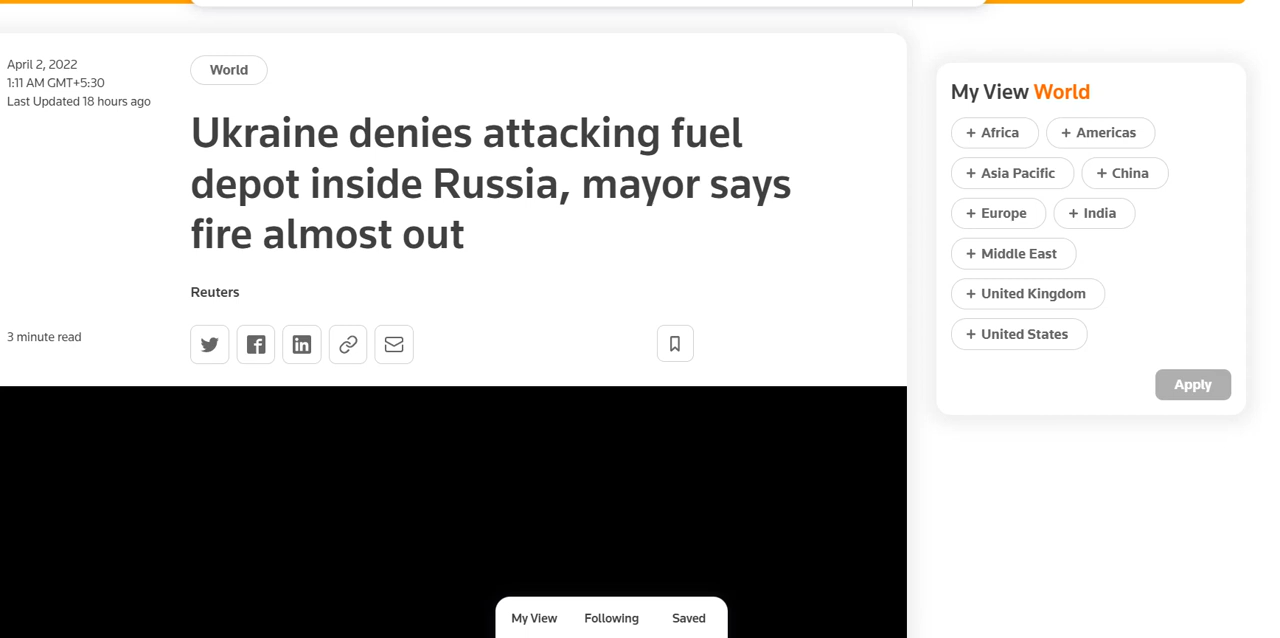 April 2, 2022
1:11 AM GMT+5:30
Last Updated 18 hours ago
World
Ukraine denies attacking fuel
depot inside Russia, mayor says
fire almost out
Reuters
3 minute read
My View World
+ Africa
+ Americas
+ Asia Pacific
+ China
+ Europe
+ India
+ Middle East
+ United Kingdom
+ United States
Apply
My View
Following
Saved